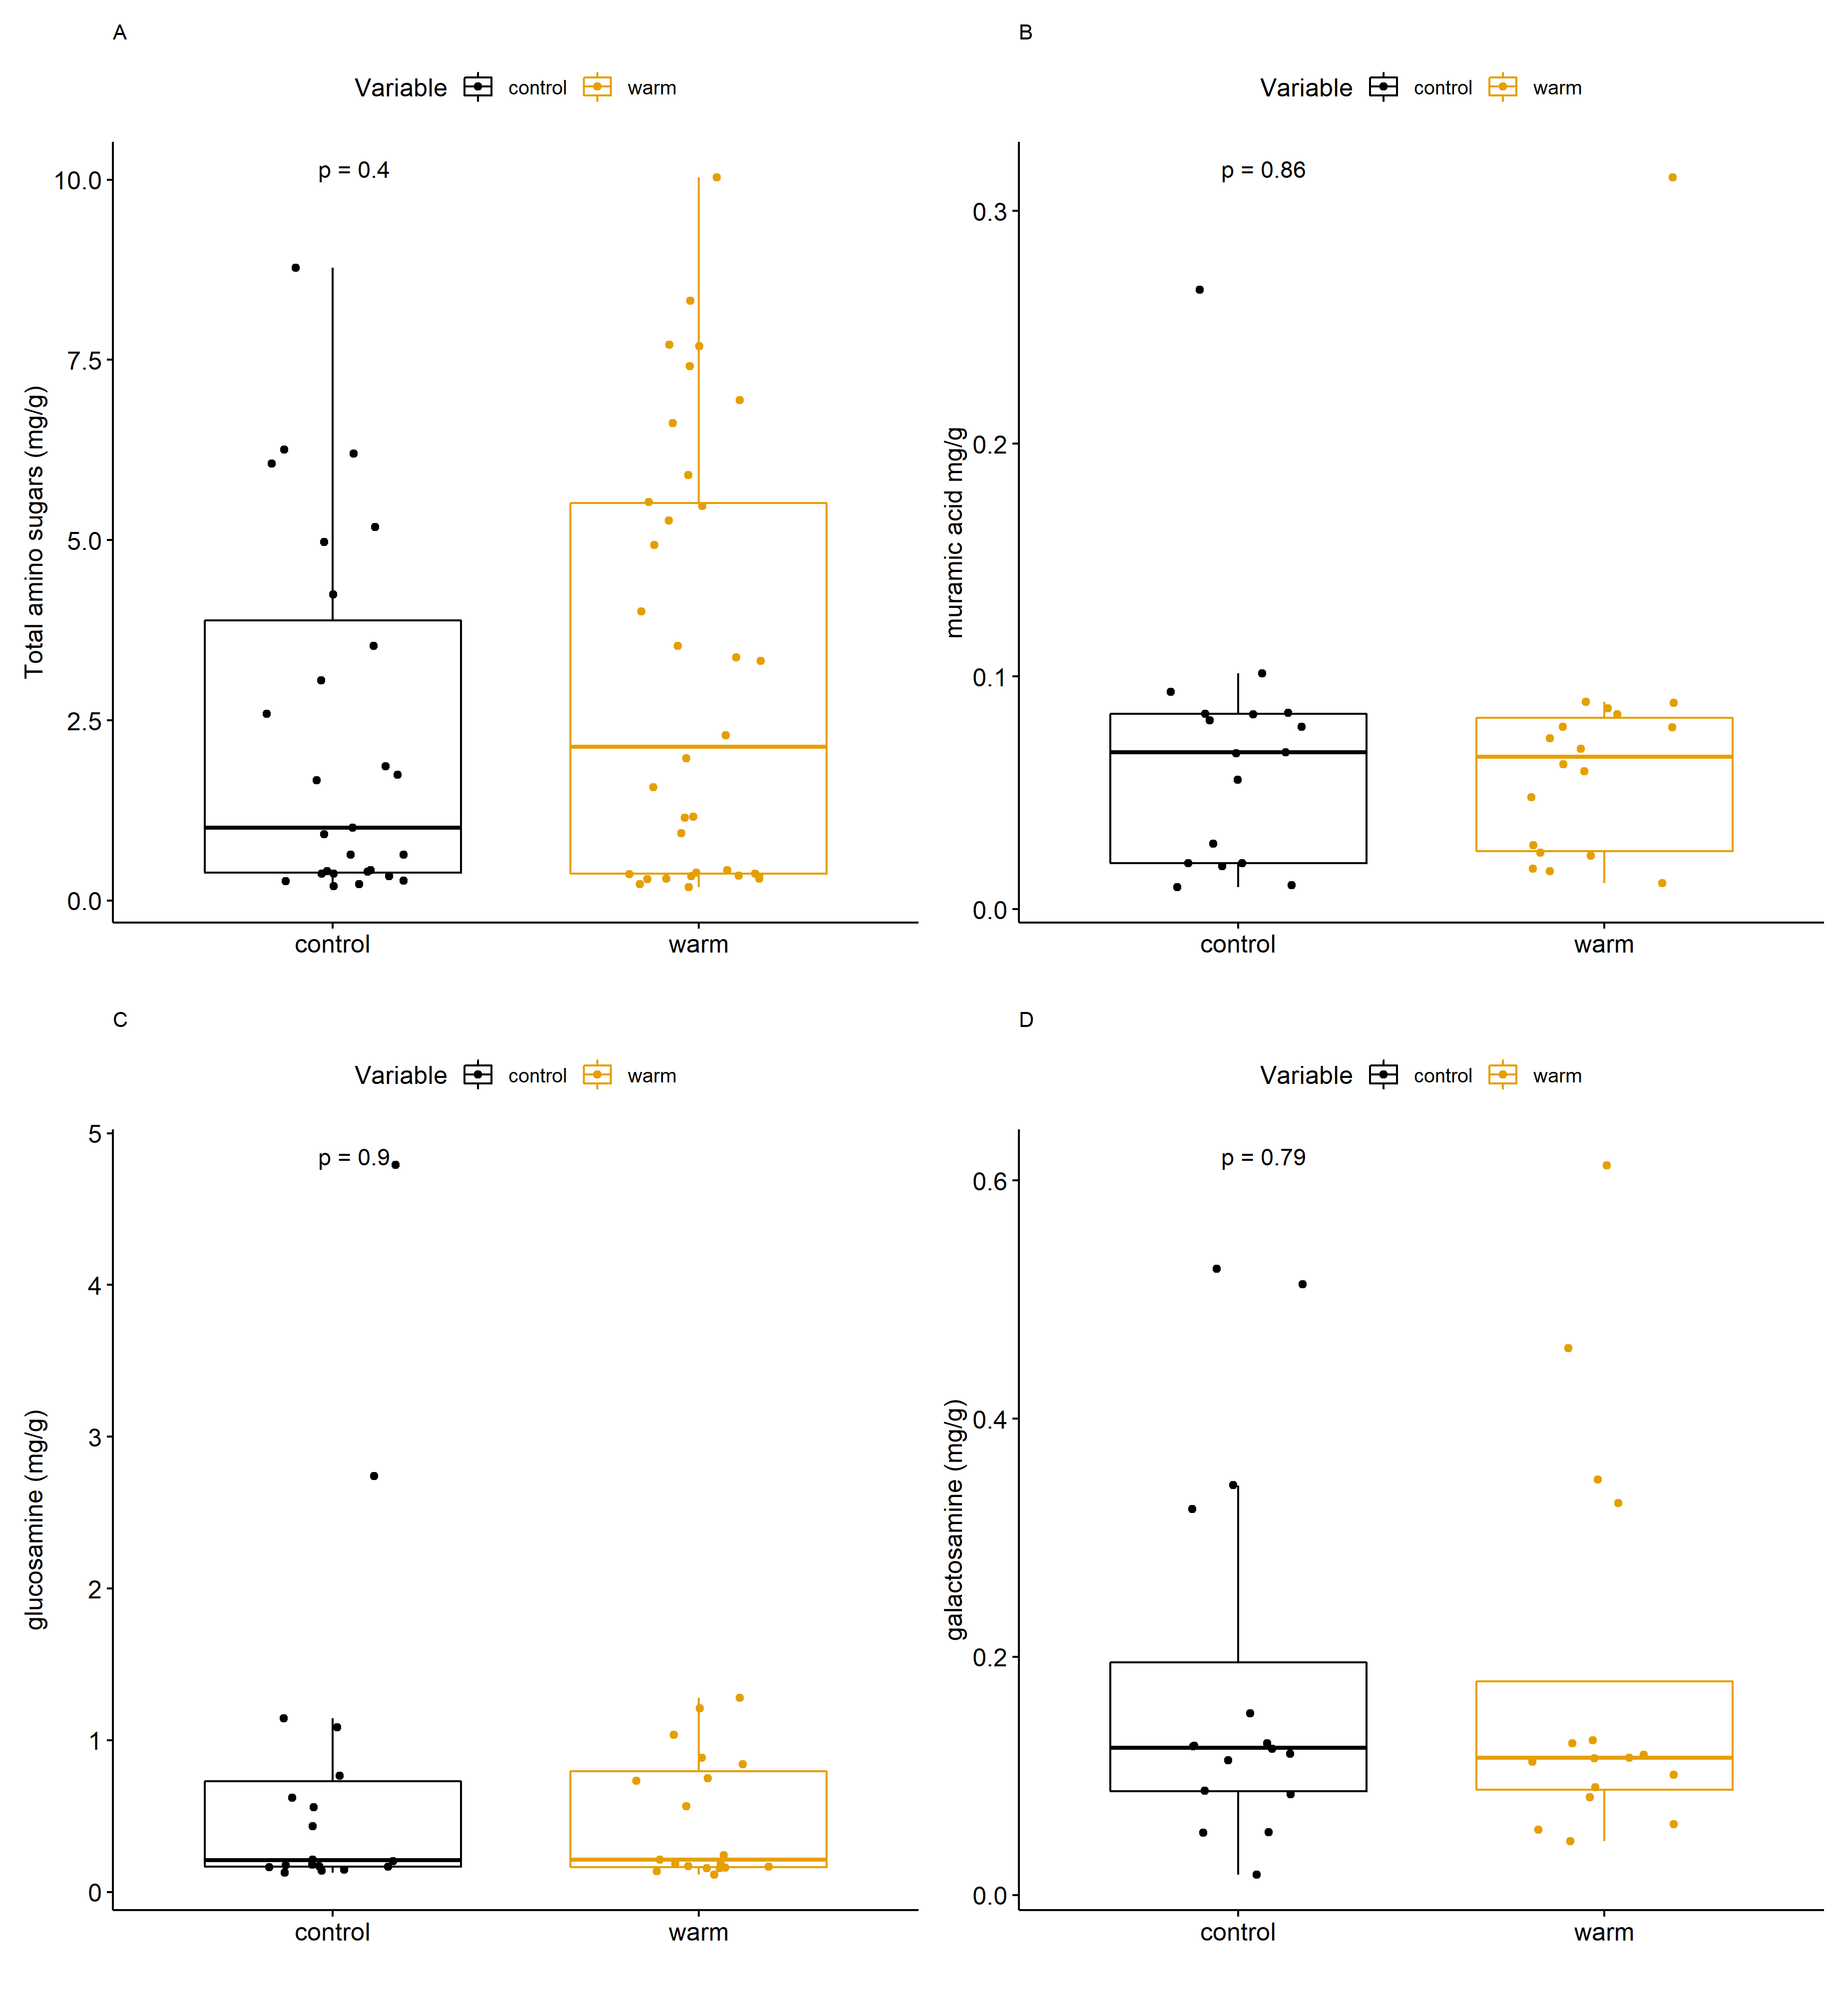 A
Variable control warm
p = 0.4
Total amino sugars (mg/g)
10.0
7.5
5.0
2.5
0.0
control warm
B
Variable control warm
p = 0.86
muramic acid mg/g
0.3
0.2
0.1
0.0
control warm
C
Variable control warm
p = 0.9
glucosamine (mg/g)
5
4
3
2
1
0
control warm
D
Variable control warm
p = 0.79
galactosamine (mg/g)
0.6
0.4
0.2
0.0
control warm